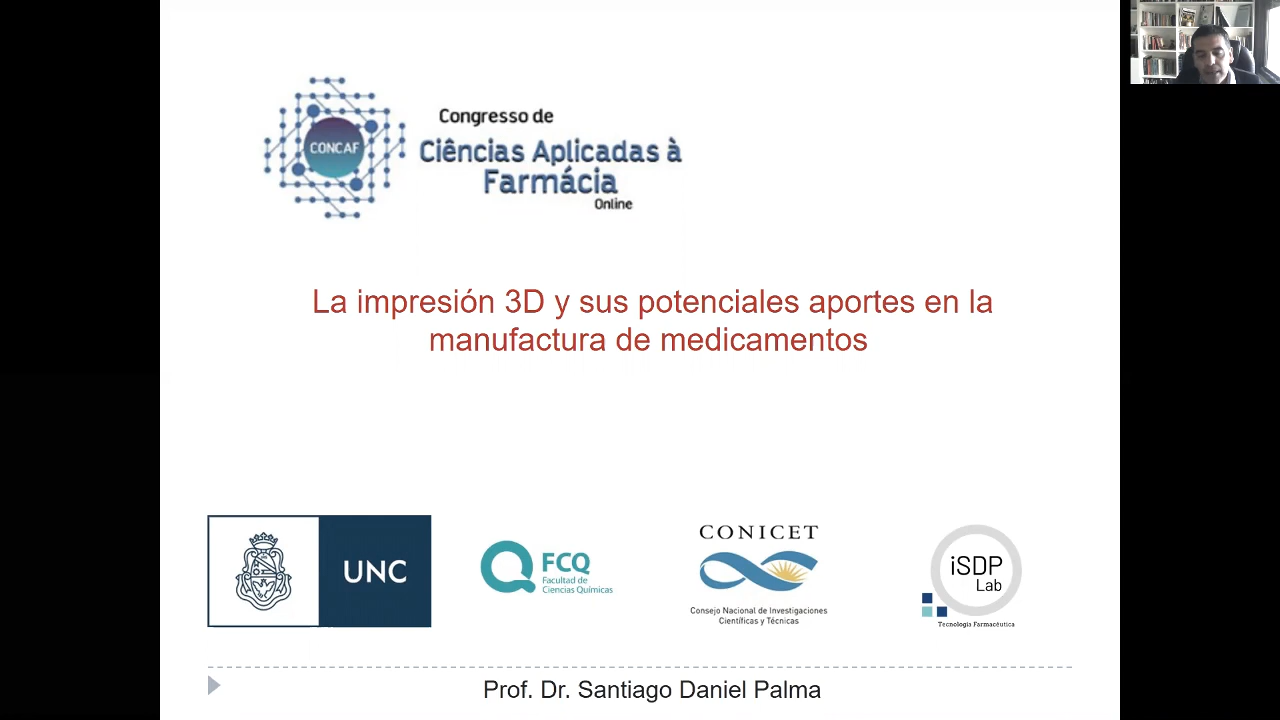 CONCAF
Congresso de
Ciências Aplicadas à
Farmácia
Online
La impresión 3D y sus potenciales aportes en la
manufactura de medicamentos
UNC
FCQ
Facultad de
Ciencias Químicas
CONICET
Consejo Nacional de Investigaciones
Científicas y Técnicas
iSDP
Lab
Tecnología Farmacéutica
Prof. Dr. Santiago Daniel Palma